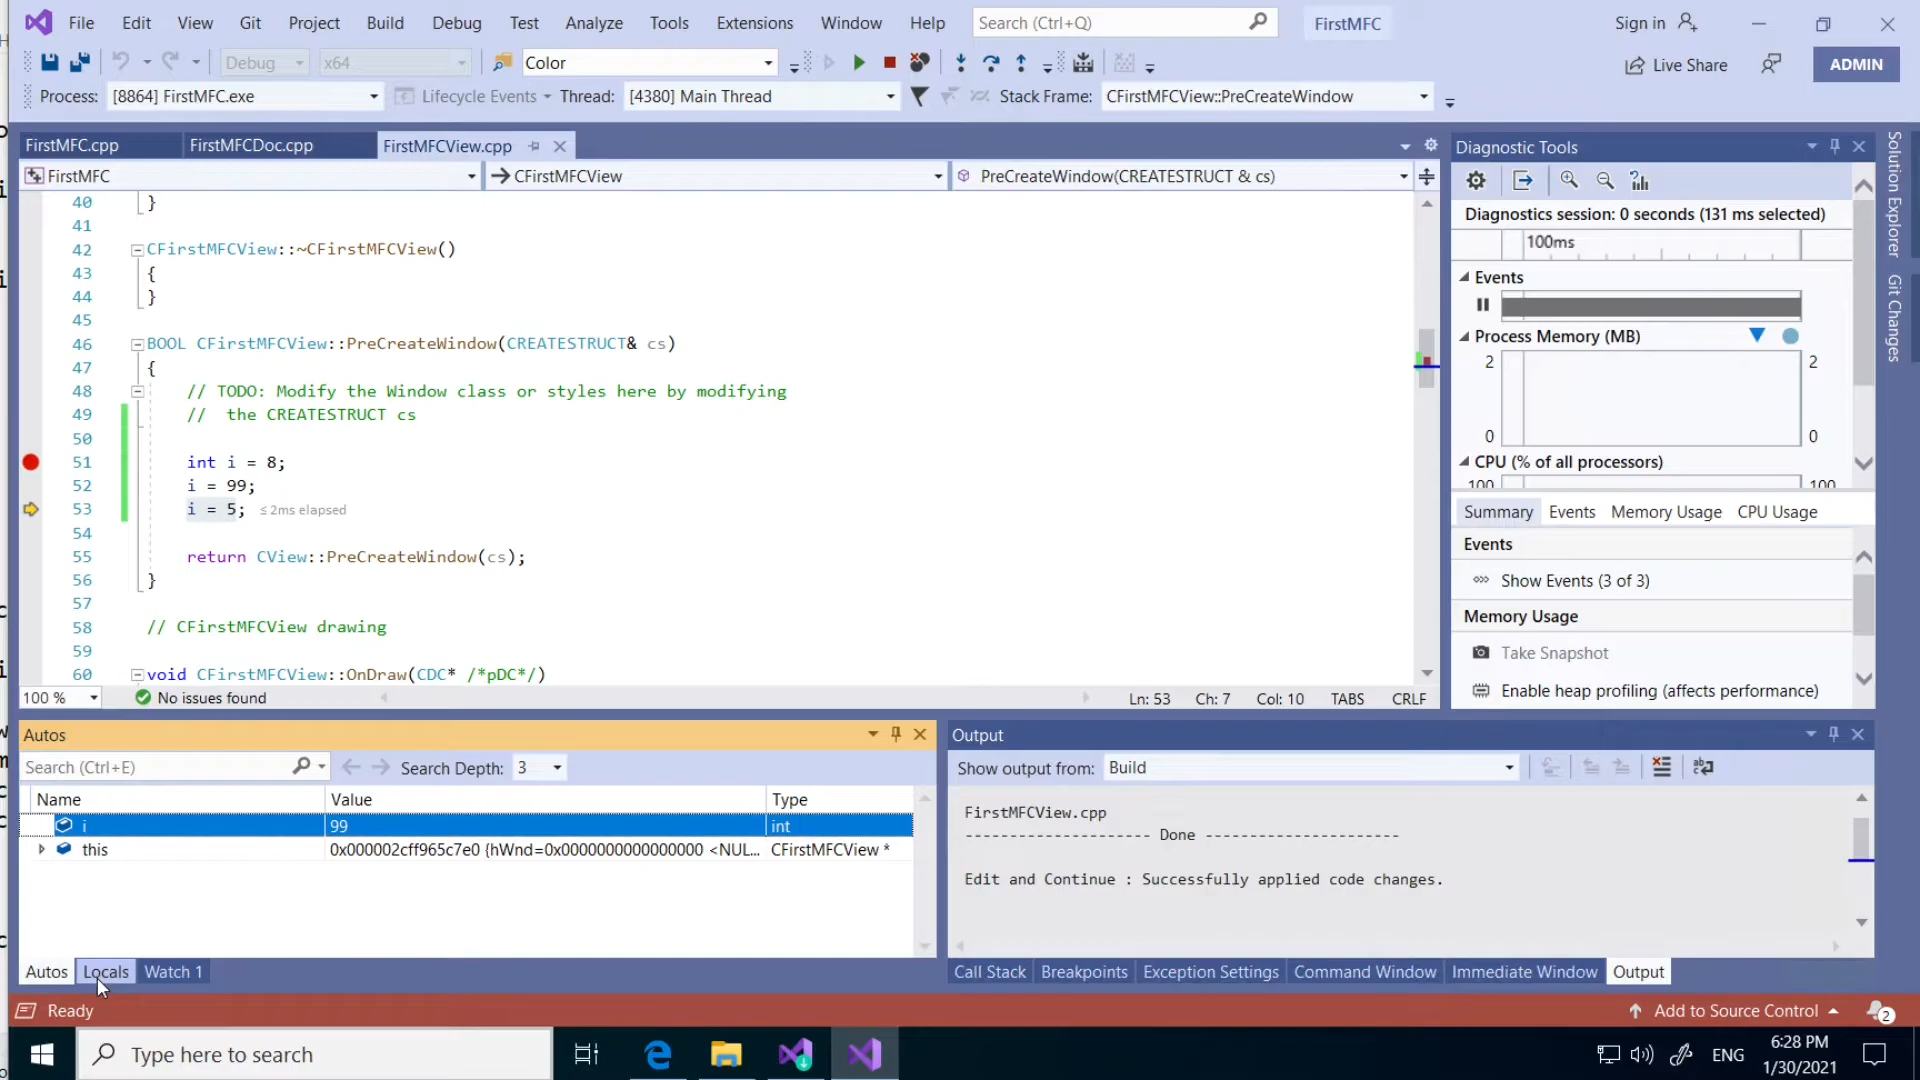 File Edit View Git Project Build Debug Test Analyze Tools Extensions Window Help Search (Ctrl+Q) FirstMFC Sign in
Debug x64 Color Live Share ADMIN
Process: [8864] FirstMFC.exe Lifecycle Events Thread: [4380] Main Thread Stack Frame: CFirstMFCView::PreCreateWindow
FirstMFC.cpp FirstMFCDoc.cpp FirstMFCView.cpp
FirstMFC CFirstMFCView PreCreateWindow(CREATESTRUCT & cs)
40 }
41
42 CFirstMFCView::~CFirstMFCView()
43 {
44 }
45
46 BOOL CFirstMFCView::PreCreateWindow(CREATESTRUCT& cs)
47 {
48 // TODO: Modify the Window class or styles here by modifying
49 //  the CREATESTRUCT cs
50
51 int i = 8;
52 i = 99;
53 i = 5; ≤ 2ms elapsed
54
55 return CView::PreCreateWindow(cs);
56 }
57
58 // CFirstMFCView drawing
59
60 void CFirstMFCView::OnDraw(CDC* /*pDC*/)
100 % No issues found Ln: 53 Ch: 7 Col: 10 TABS CRLF
Diagnostic Tools
Diagnostics session: 0 seconds (131 ms selected)
100ms
Events
Process Memory (MB)
2 2
0 0
CPU (% of all processors)
100 100
Summary Events Memory Usage CPU Usage
Events
Show Events (3 of 3)
Memory Usage
Take Snapshot
Enable heap profiling (affects performance)
Solution Explorer
Git Changes
Autos
Search (Ctrl+E) Search Depth: 3
Name Value Type
i 99 int
this 0x000002cff965c7e0 {hWnd=0x0000000000000000 <NUL... CFirstMFCView *
Autos Locals Watch 1
Output
Show output from: Build
FirstMFCView.cpp
--------------------- Done ----------------------
Edit and Continue : Successfully applied code changes.
Call Stack Breakpoints Exception Settings Command Window Immediate Window Output
Ready Add to Source Control 2
Type here to search ENG 6:28 PM
1/30/2021